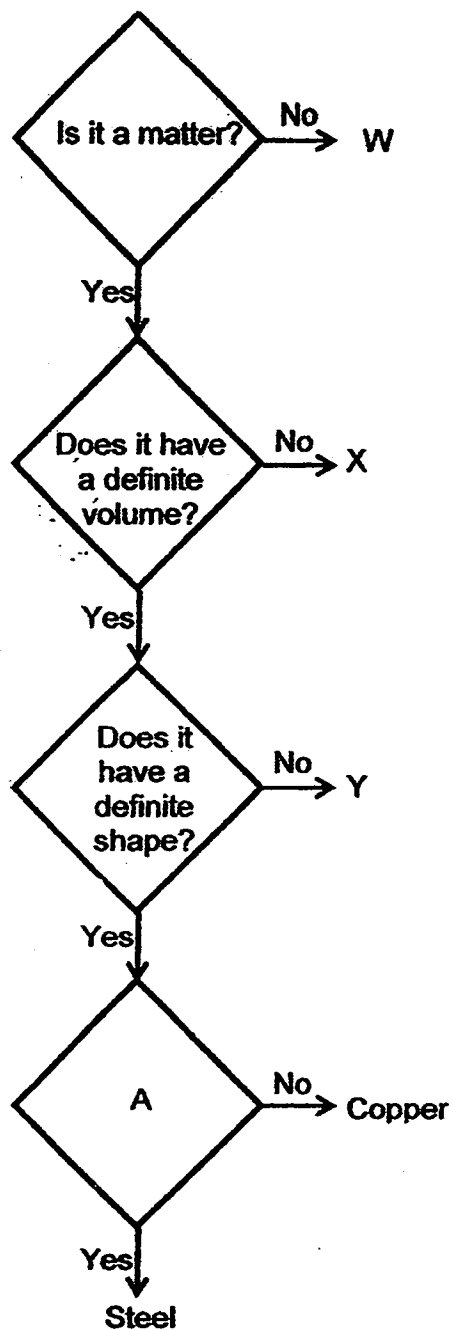 Is it a matter?
No
W
Yes
Does it have
a definite
volume?
No
X
Yes
Does it
have a
definite
shape?
No
Y
Yes
A
No
Copper
Yes
Steel